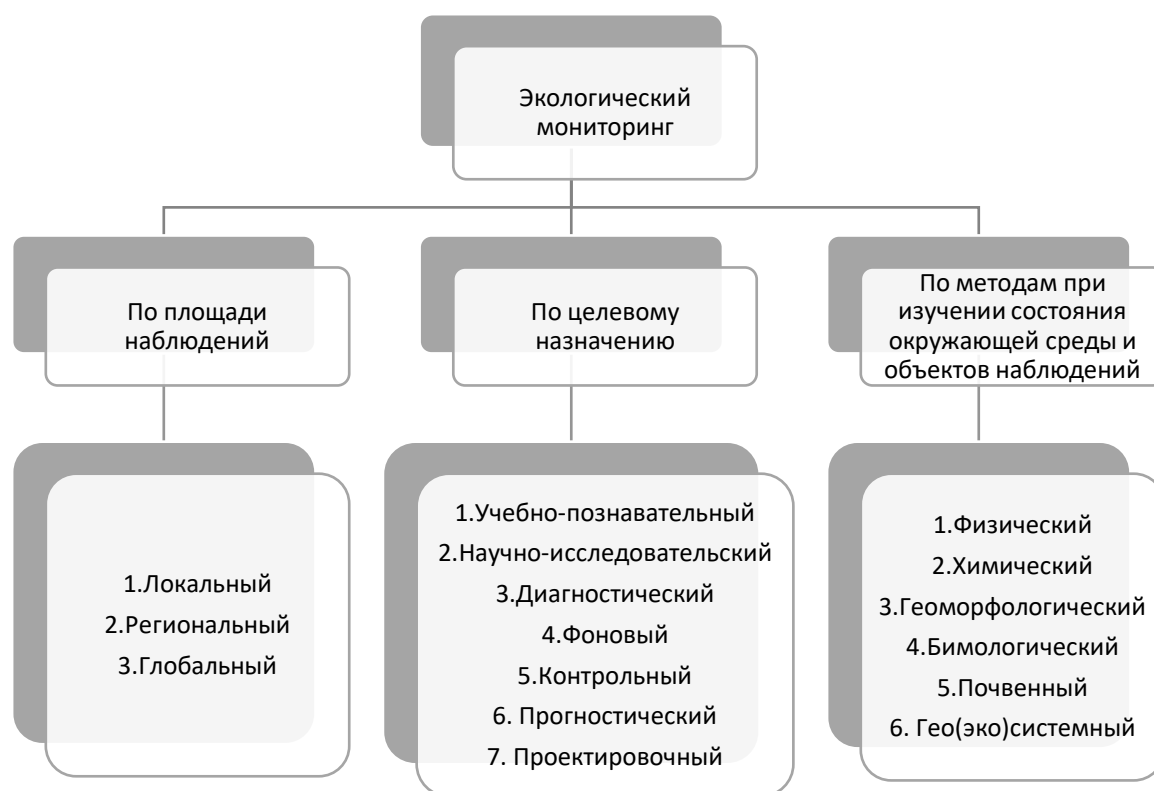 Экологический
мониторинг
По площади
наблюдений
По целевому
назначению
По методам при
изучении состояния
окружающей среды и
объектов наблюдений
1.Локальный
2.Региональный
3.Глобальный
1.Учебно-познавательный
2.Научно-исследовательский
3.Диагностический
4.Фоновый
5.Контрольный
6. Прогностический
7. Проектировочный
1.Физический
2.Химический
3.Геоморфологический
4.Бимологический
5.Почвенный
6. Гео(эко)системный